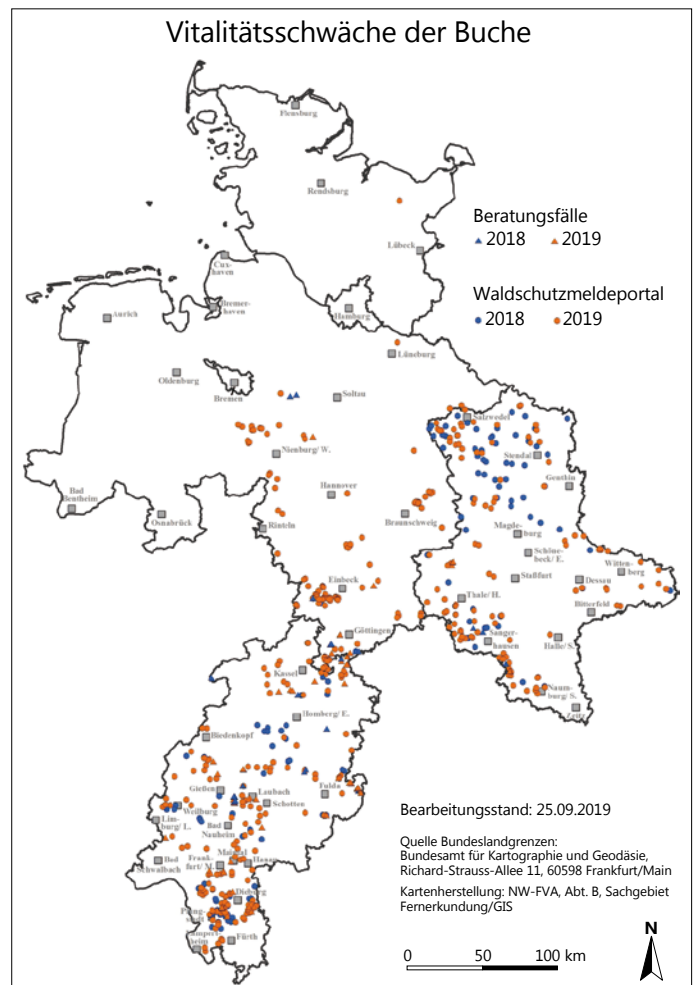 Vitalitätsschwäche der Buche
Flensburg
Rendsburg
Beratungsfälle
2018 2019
Lübeck
Cux-
haven
Waldschutzmeldeportal
2018 2019
Bremer-
haven
Hamburg
Aurich
Lüneburg
Oldenburg
Bremen
Soltau
Salzwedel
Nienburg/ W.
Stendal
Genthin
Bad
Bentheim
Hannover
Osnabrück
Rinteln
Braunschweig
Magde-
burg
Schöne-
beck/ E.
Witten-
berg
Einbeck
Staßfurt
Dessau
Thale/ H.
Bitterfeld
Göttingen
Sanger-
hausen
Halle/ S.
Kassel
Naum-
burg/ S.
Zeitz
Homberg/ E.
Biedenkopf
Gießen
Laubach
Fulda
Schotten
Weilburg
Lim-
burg/ L.
Bad
Nauheim
Bearbeitungsstand: 25.09.2019
Maintal
Bad
Schwalbach
Frank-
furt/ M.
Hanau
Quelle Bundeslandgrenzen:
Bundesamt für Kartographie und Geodäsie,
Richard-Strauss-Allee 11, 60598 Frankfurt/Main
Kartenherstellung: NW-FVA, Abt. B, Sachgebiet
Fernerkundung/GIS
Dieburg
Pfung-
stadt
Lampert-
heim
Fürth
N
0 50 100 km